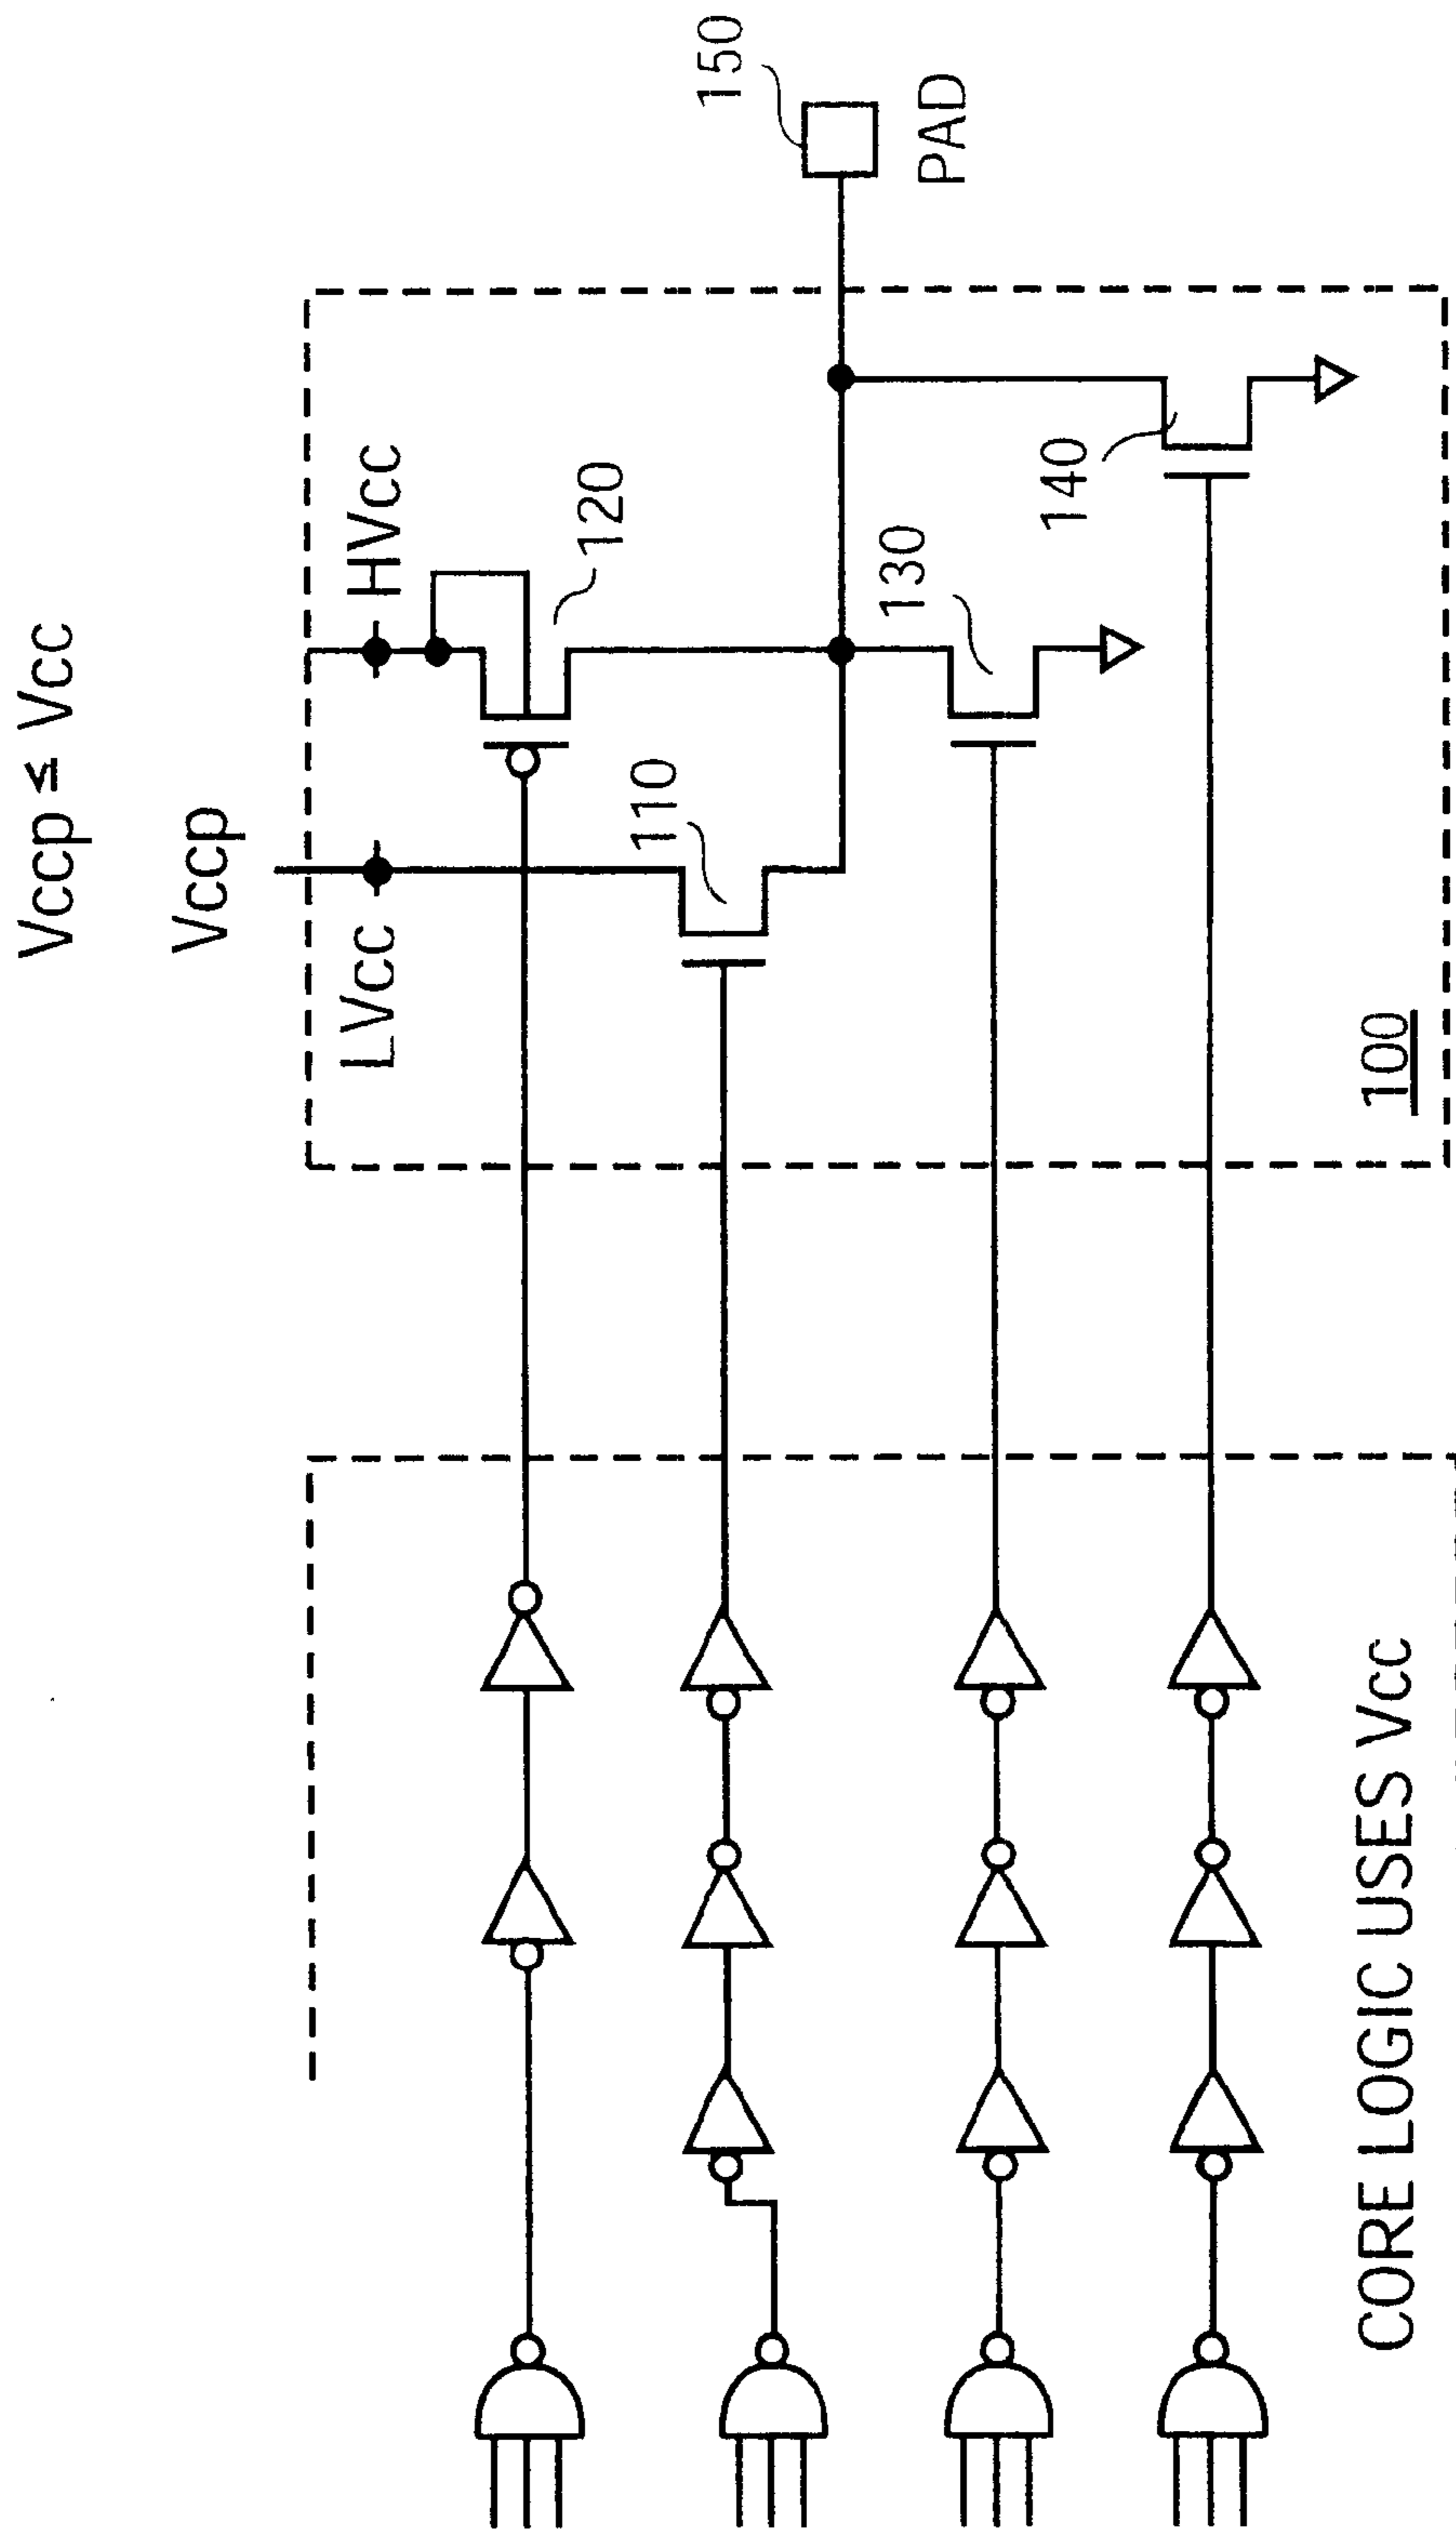 Vccp ≤ Vcc
Vccp
LVcc
HVcc
120
110
150
PAD
130
140
100
CORE LOGIC USES Vcc